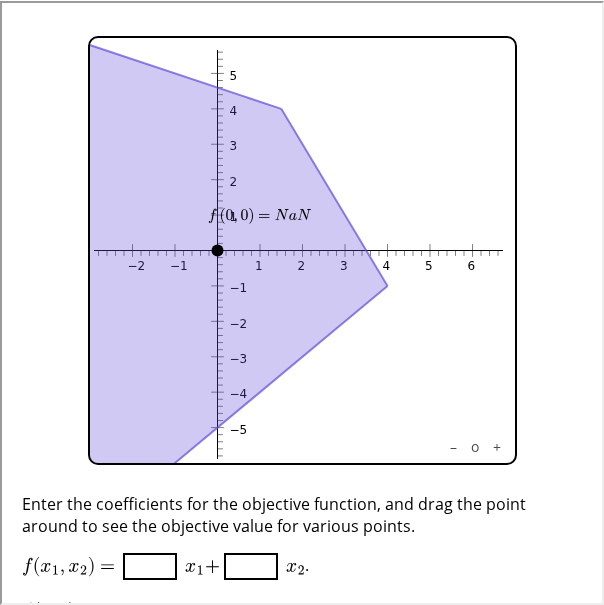 5
4
3
2
f(0, 0) = NaN
1
−2 −1 1 2 3 4 5 6
−1
−2
−3
−4
−5
− o +
Enter the coefficients for the objective function, and drag the point
around to see the objective value for various points.
f(x₁, x₂) = x₁+ x₂.